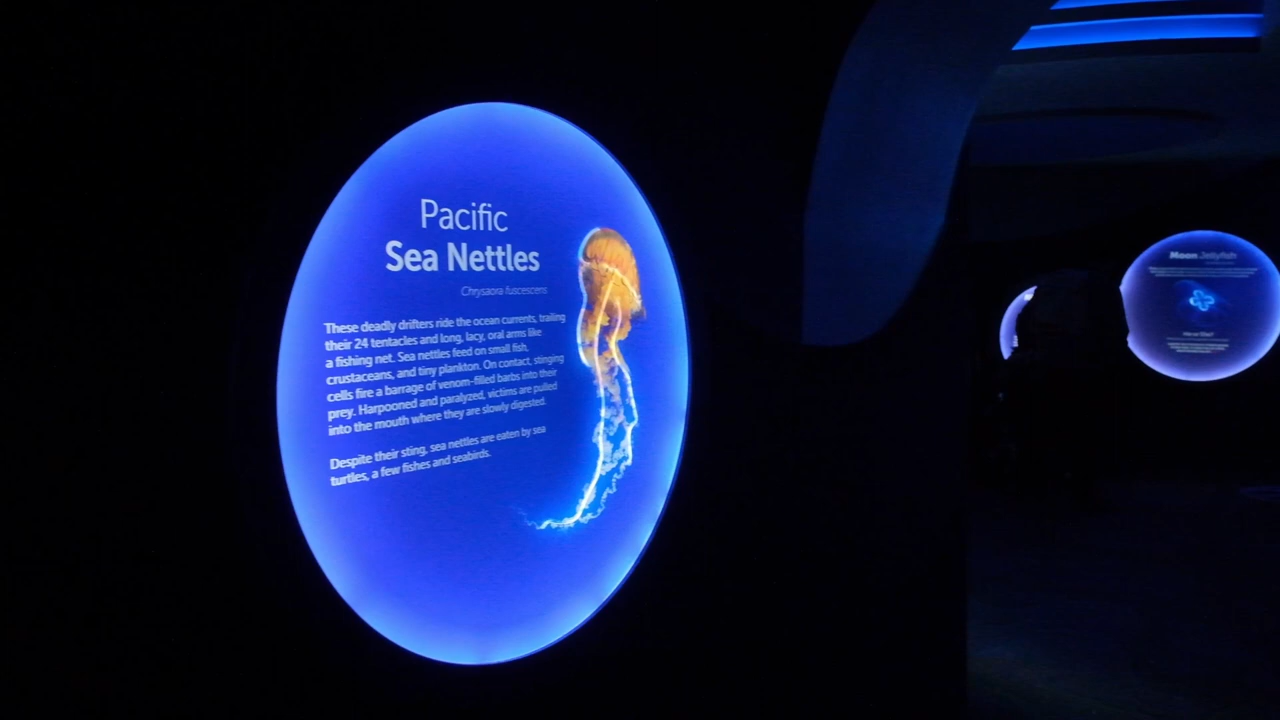 Pacific
Sea Nettles
Chrysaora fuscescens
These deadly drifters ride the ocean currents, trailing
their 24 tentacles and long, lacy, oral arms like
a fishing net. Sea nettles feed on small fish,
crustaceans, and tiny plankton. On contact, stinging
cells fire a barrage of venom-filled barbs into their
prey. Harpooned and paralyzed, victims are pulled
into the mouth where they are slowly digested.
Despite their sting, sea nettles are eaten by sea
turtles, a few fishes and seabirds.
Moon Jellyfish